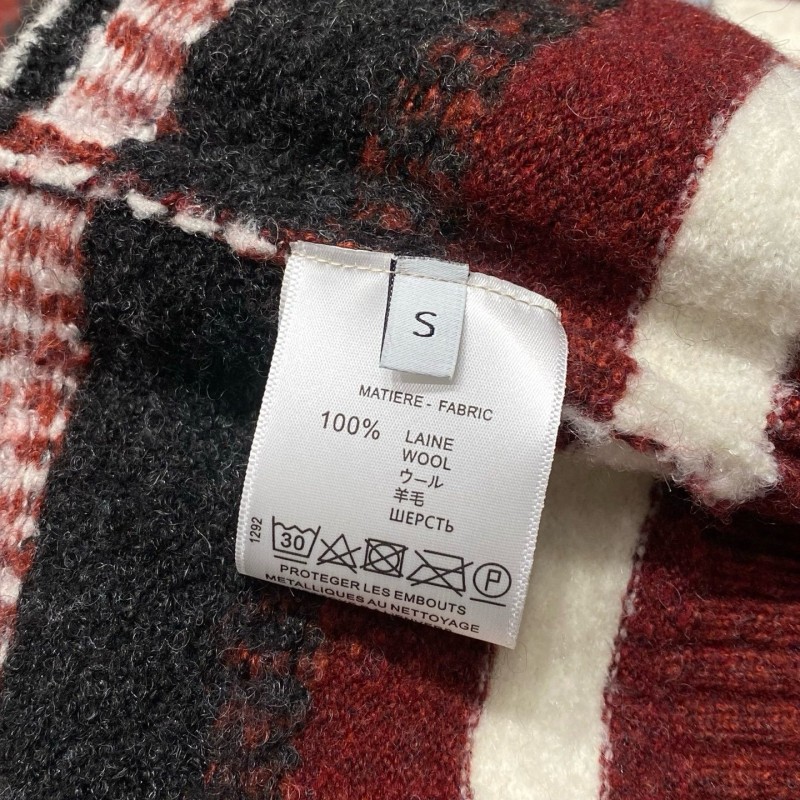 S
MATIERE - FABRIC
100% LAINE
WOOL
ウール
羊毛
ШЕРСТЬ
1292
30
P
PROTEGER LES EMBOUTS
METALLIQUES AU NETTOYAGE